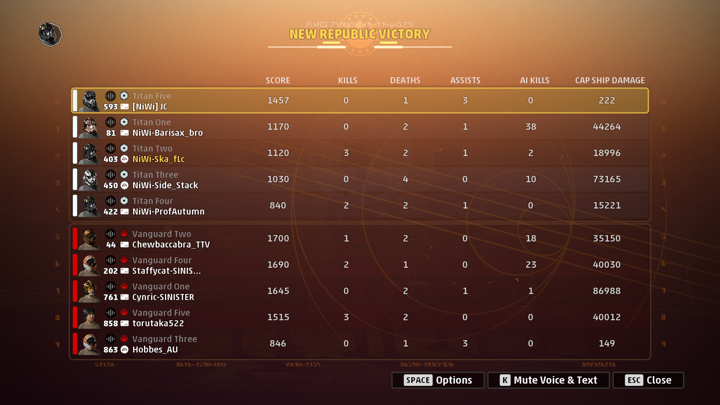 NEW REPUBLIC VICTORY
SCORE KILLS DEATHS ASSISTS AI KILLS CAP SHIP DAMAGE
Titan Five
593 [NiWi] JC 1457 0 1 3 0 222
Titan One
81 NiWi-Barisax_bro 1170 0 2 1 38 44264
Titan Two
403 NiWi-Ska_fLc 1120 3 2 1 2 18996
Titan Three
450 NiWi-Side_Stack 1030 0 4 0 10 73165
Titan Four
422 NiWi-ProfAutumn 840 2 2 1 0 15221
Vanguard Two
44 Chewbaccabra_TTV 1700 1 2 0 18 35150
Vanguard Four
202 Staffycat-SINIS... 1690 2 1 0 23 40030
Vanguard One
761 Cynric-SINISTER 1645 0 2 1 1 86988
Vanguard Five
858 torutaka522 1515 3 2 0 0 40012
Vanguard Three
863 Hobbes_AU 846 0 1 3 0 149
SPACE Options K Mute Voice & Text ESC Close